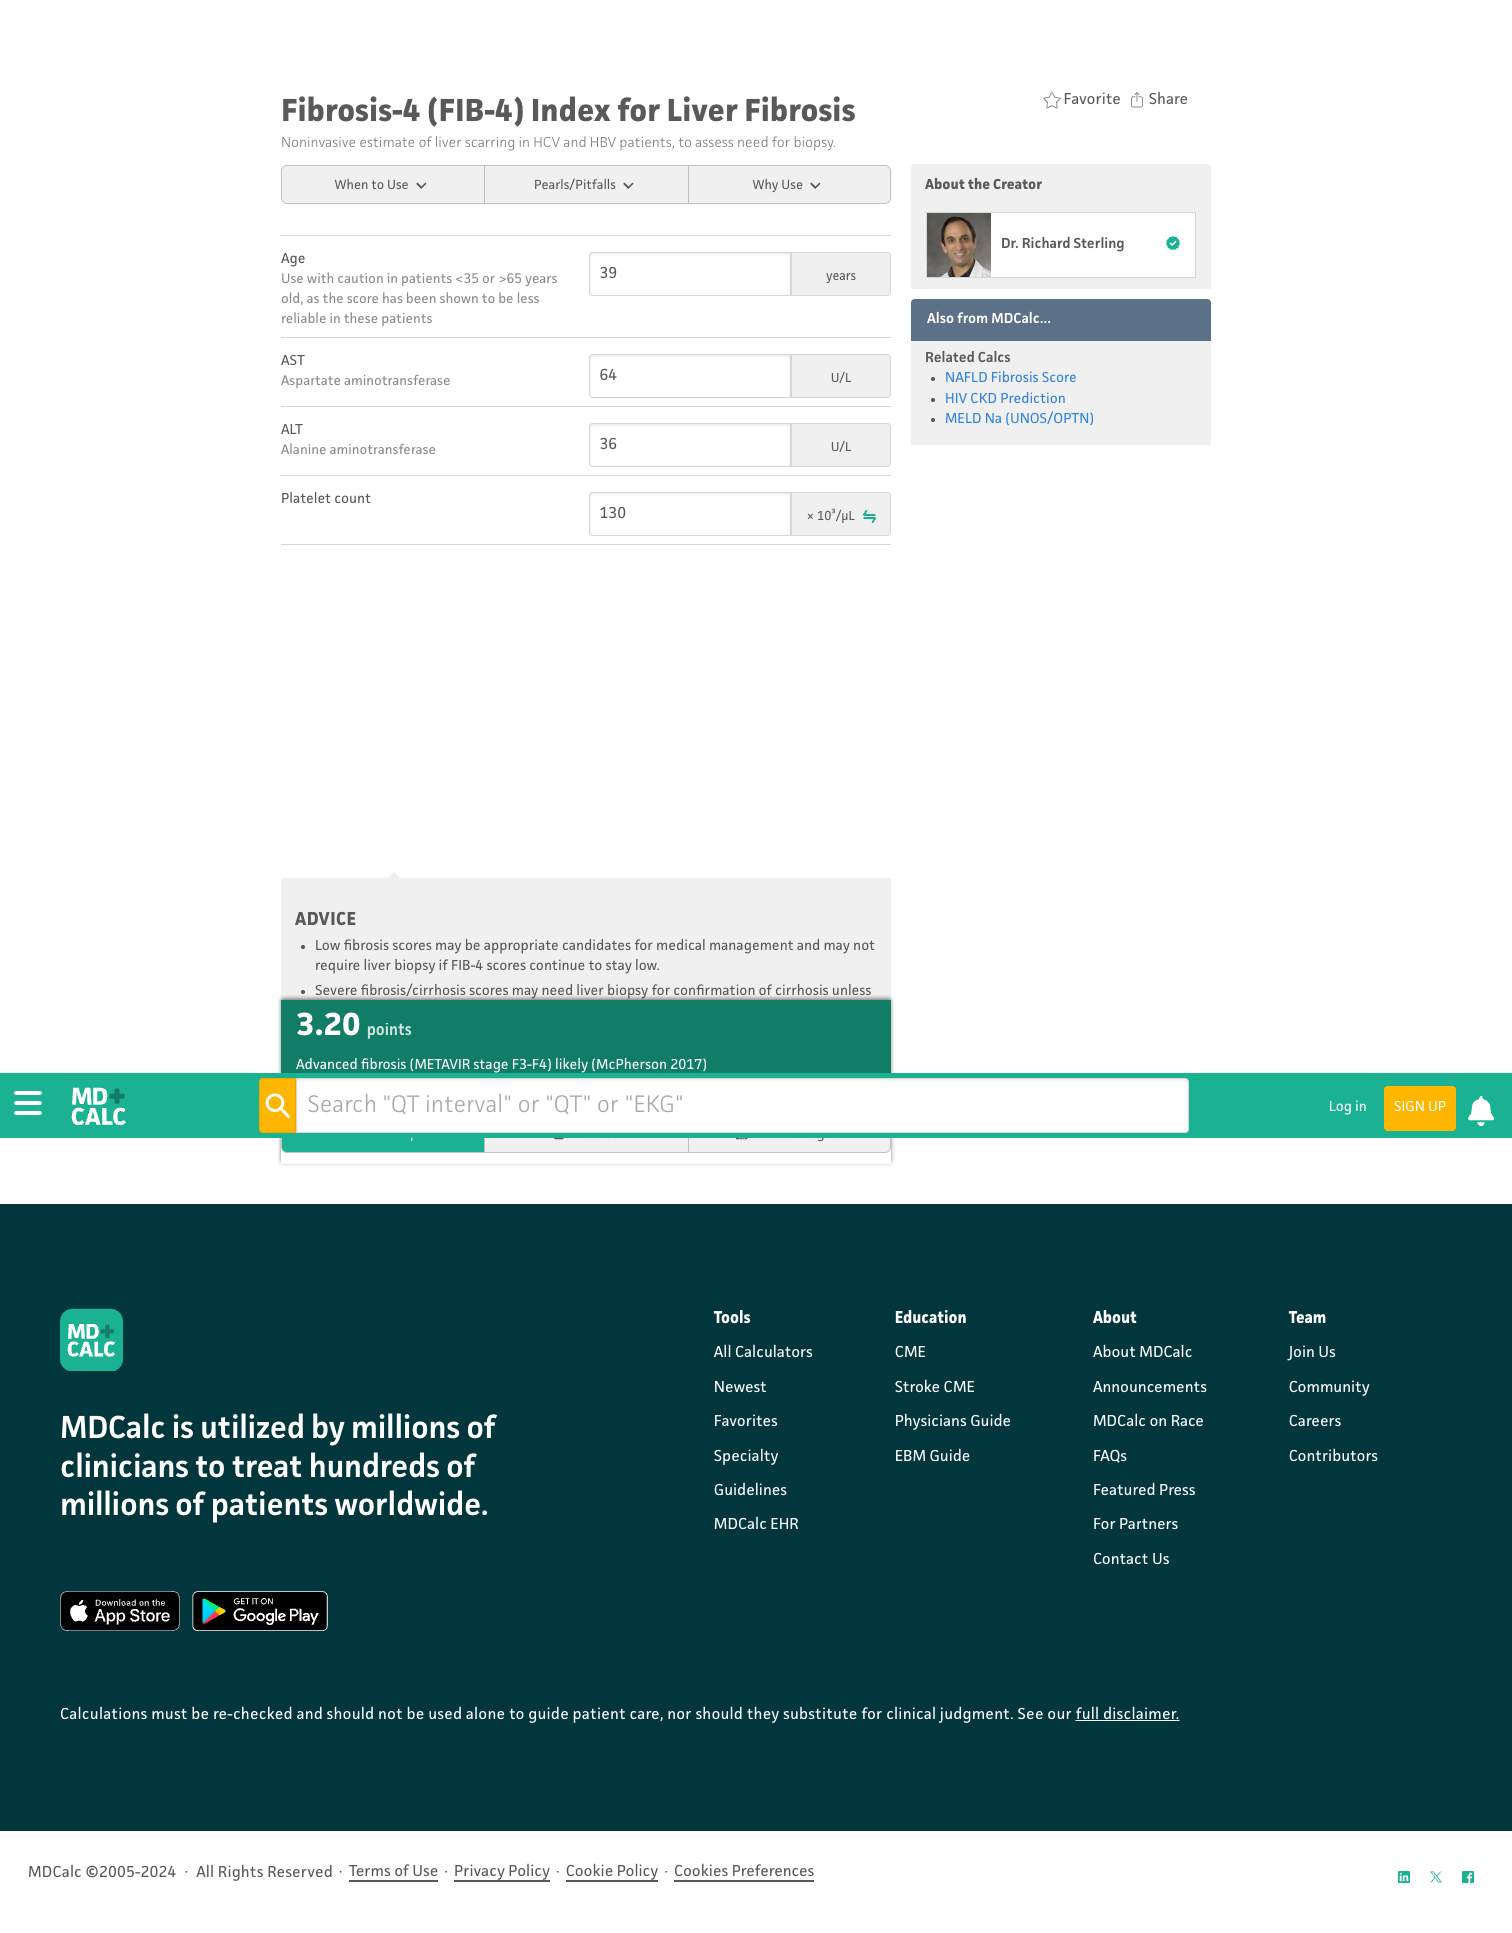 Fibrosis-4 (FIB-4) Index for Liver Fibrosis
Favorite
Share
Noninvasive estimate of liver scarring in HCV and HBV patients, to assess need for biopsy.
When to Use
Pearls/Pitfalls
Why Use
About the Creator
Dr. Richard Sterling
Age
Use with caution in patients <35 or >65 years
old, as the score has been shown to be less
reliable in these patients
39
years
AST
Aspartate aminotransferase
64
U/L
ALT
Alanine aminotransferase
36
U/L
Platelet count
130
× 10³/µL
Also from MDCalc...
Related Calcs
NAFLD Fibrosis Score
HIV CKD Prediction
MELD Na (UNOS/OPTN)
ADVICE
Low fibrosis scores may be appropriate candidates for medical management and may not
require liver biopsy if FIB-4 scores continue to stay low.
Severe fibrosis/cirrhosis scores may need liver biopsy for confirmation of cirrhosis unless
3.20 points
Advanced fibrosis (METAVIR stage F3-F4) likely (McPherson 2017)
MD+
CALC
Search "QT interval" or "QT" or "EKG"
Log in
SIGN UP
MD+
CALC
MDCalc is utilized by millions of
clinicians to treat hundreds of
millions of patients worldwide.
Download on the
App Store
GET IT ON
Google Play
Tools
All Calculators
Newest
Favorites
Specialty
Guidelines
MDCalc EHR
Education
CME
Stroke CME
Physicians Guide
EBM Guide
About
About MDCalc
Announcements
MDCalc on Race
FAQs
Featured Press
For Partners
Contact Us
Team
Join Us
Community
Careers
Contributors
Calculations must be re-checked and should not be used alone to guide patient care, nor should they substitute for clinical judgment. See our full disclaimer.
MDCalc ©2005-2024 · All Rights Reserved · Terms of Use · Privacy Policy · Cookie Policy · Cookies Preferences